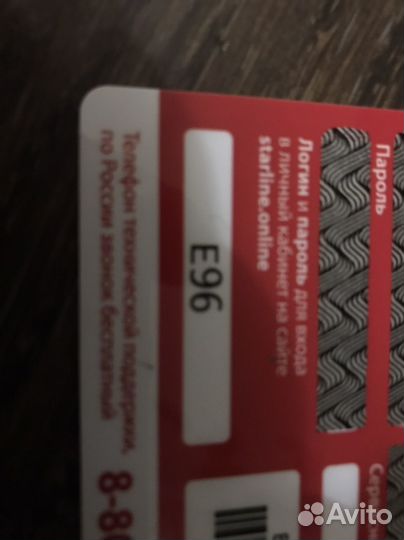 Пароль
Логин и пароль для входа
в личный кабинет на сайте
starline.online
E96
Телефон технической поддержки,
по России звонок бесплатный
8-8
Avito